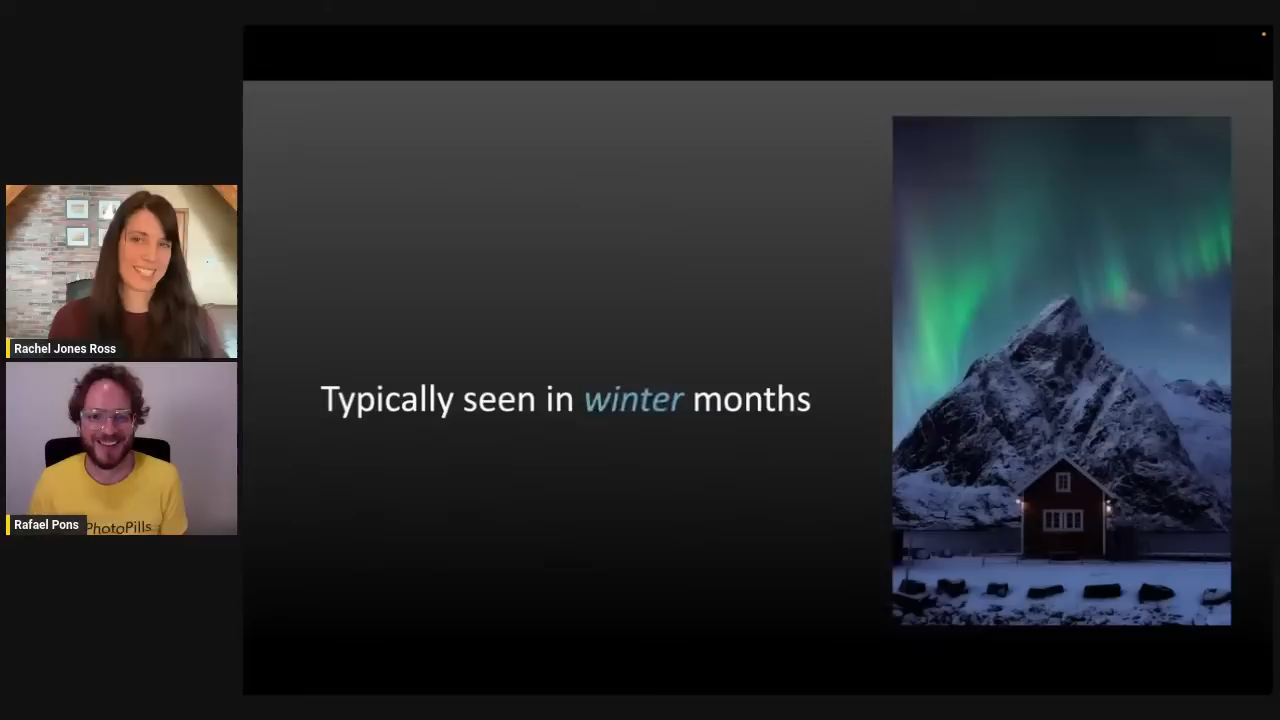 Rachel Jones Ross
PhotoPills
Rafael Pons
Typically seen in winter months